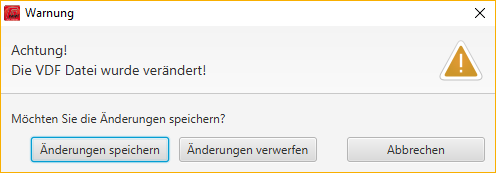 Warnung
Achtung!
Die VDF Datei wurde verändert!
Möchten Sie die Änderungen speichern?
Änderungen speichern
Änderungen verwerfen
Abbrechen